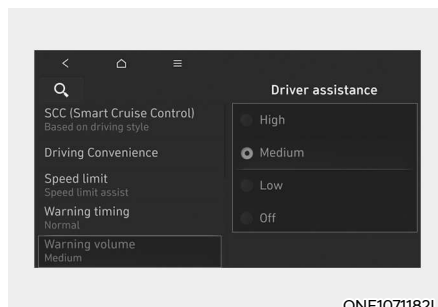 Driver assistance
SCC (Smart Cruise Control)
Based on driving style
Driving Convenience
Speed limit
Speed limit assist
Warning timing
Normal
Warning volume
Medium
High
Medium
Low
Off
ONE1071182L